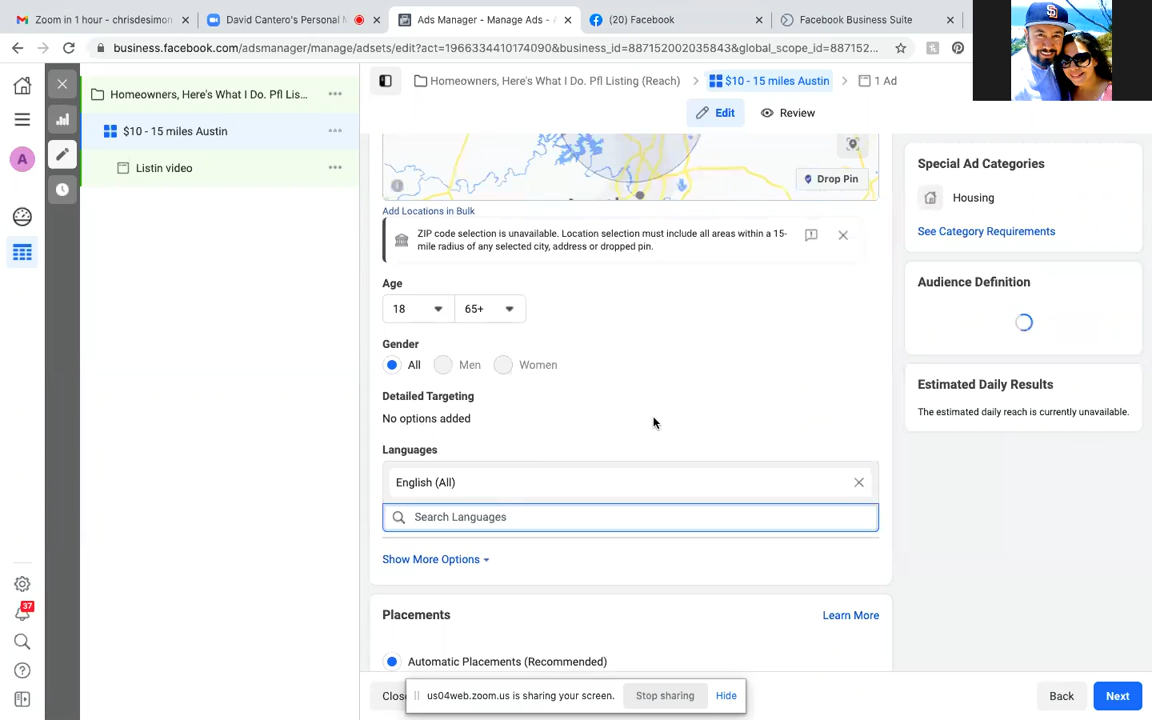 Zoom in 1 hour - chrisdesimon
David Cantero's Personal M
Ads Manager - Manage Ads - A
(20) Facebook
Facebook Business Suite
business.facebook.com/adsmanager/manage/adsets/edit?act=1966334410174090&business_id=887152002035843&global_scope_id=887152...
Homeowners, Here's What I Do. Pfl Lis...
$10 - 15 miles Austin
Listin video
A
37
Homeowners, Here's What I Do. Pfl Listing (Reach)
$10 - 15 miles Austin
1 Ad
Edit
Review
Drop Pin
Add Locations in Bulk
ZIP code selection is unavailable. Location selection must include all areas within a 15-
mile radius of any selected city, address or dropped pin.
Age
18
65+
Gender
All
Men
Women
Detailed Targeting
No options added
Languages
English (All)
Search Languages
Show More Options
Placements
Learn More
Automatic Placements (Recommended)
Special Ad Categories
Housing
See Category Requirements
Audience Definition
Estimated Daily Results
The estimated daily reach is currently unavailable.
Clos
us04web.zoom.us is sharing your screen.
Stop sharing
Hide
Back
Next